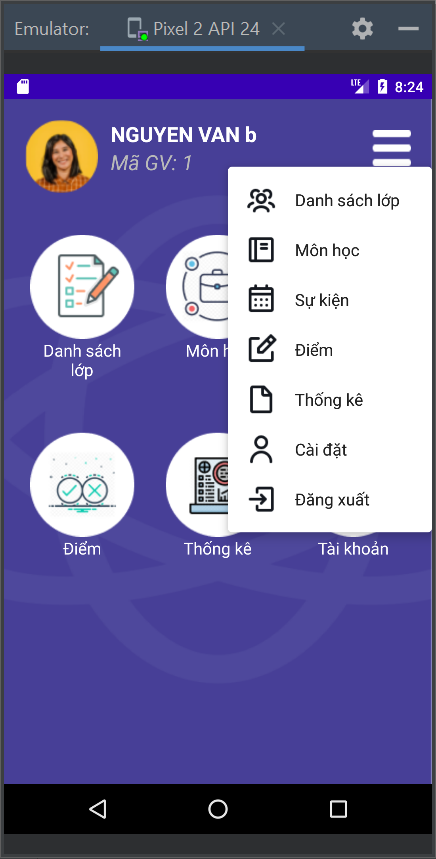 Emulator: Pixel 2 API 24
LTE 8:24
NGUYEN VAN b
Mã GV: 1
Danh sách lớp
Môn học
Sự kiện
Điểm
Thống kê
Cài đặt
Đăng xuất
Danh sách
lớp
Môn h
Điểm
Thống kê
Tài khoản